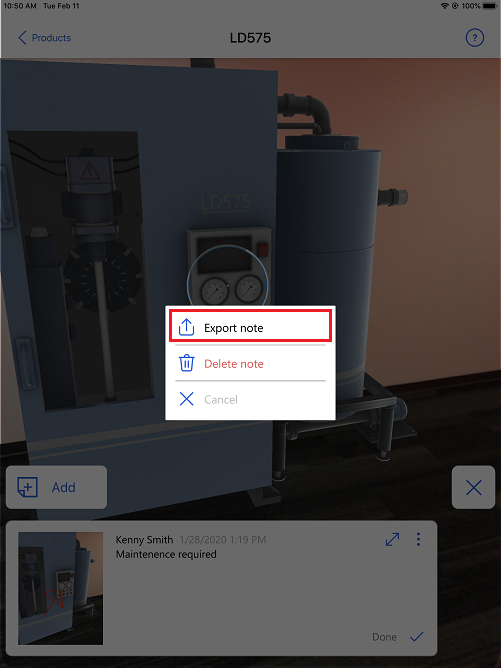 10:50 AM Tue Feb 11
100%
Products
LD575
?
LD575
Export note
Delete note
Cancel
Add
Kenny Smith 1/28/2020 1:19 PM
Maintenence required
Done